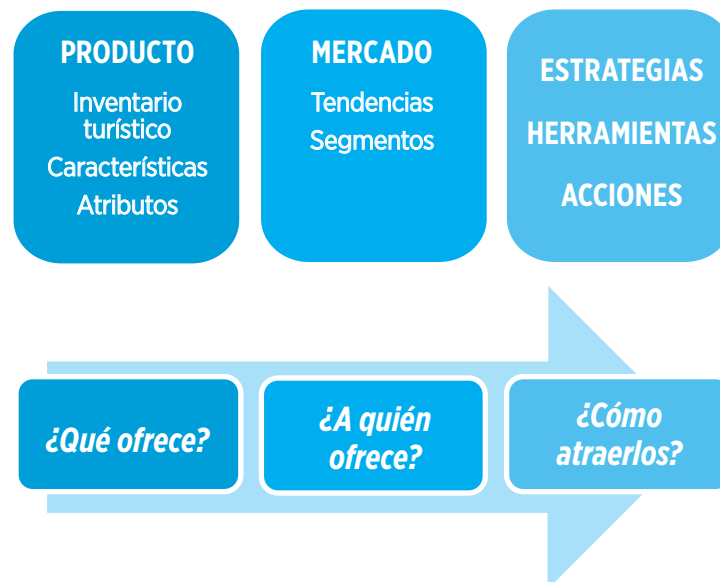 PRODUCTO
Inventario
turístico
Características
Atributos
MERCADO
Tendencias
Segmentos
ESTRATEGIAS
HERRAMIENTAS
ACCIONES
¿Qué ofrece?
¿A quién
ofrece?
¿Cómo
atraerlos?